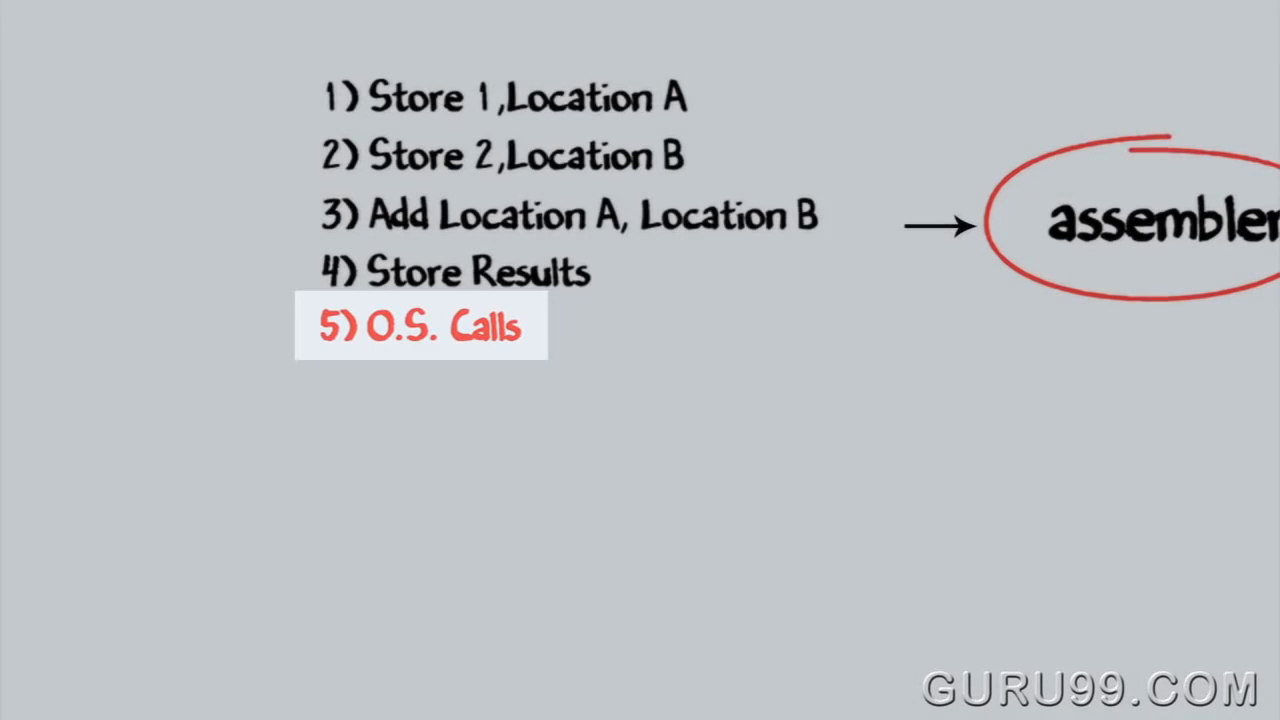 1) Store 1,Location A
2) Store 2,Location B
3) Add Location A, Location B
4) Store Results
5) O.S. Calls
assembler
GURU99.COM